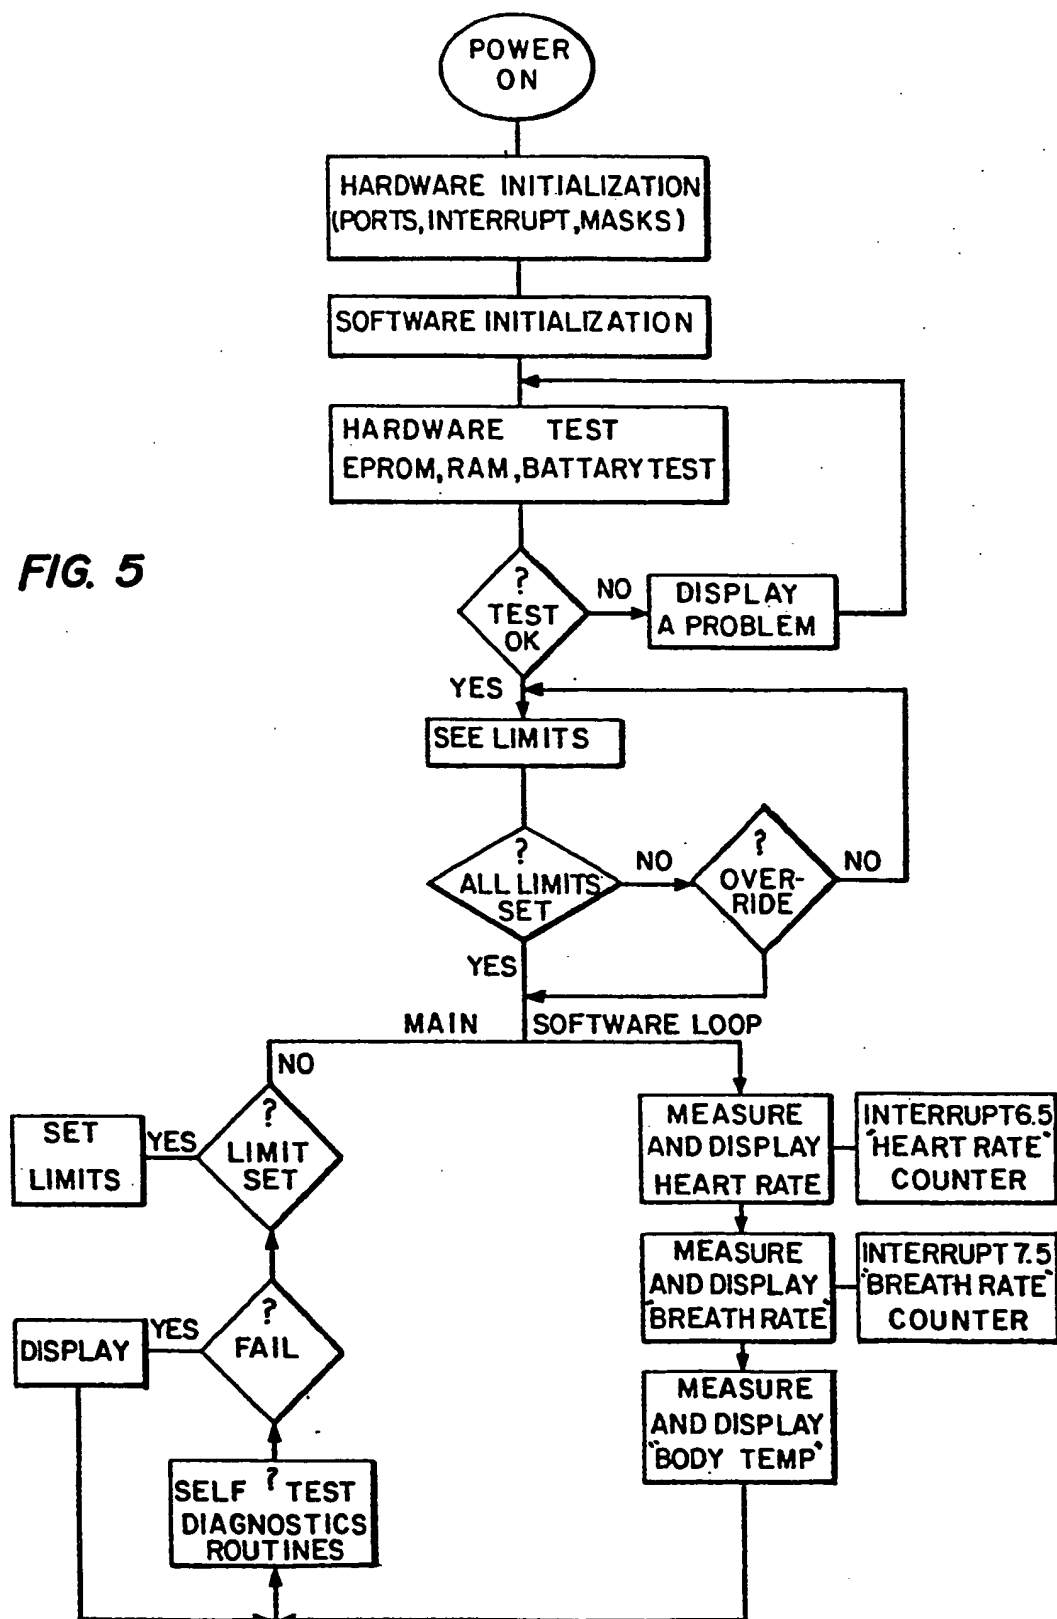 POWER
ON
HARDWARE INITIALIZATION
(PORTS, INTERRUPT, MASKS)
SOFTWARE INITIALIZATION
HARDWARE TEST
EPROM, RAM, BATTARY TEST
FIG. 5
?
TEST
OK
NO
DISPLAY
A PROBLEM
YES
SEE LIMITS
?
ALL LIMITS
SET
NO
?
OVER-
RIDE
NO
YES
MAIN SOFTWARE LOOP
NO
?
LIMIT
SET
YES
SET
LIMITS
MEASURE
AND DISPLAY
HEART RATE
INTERRUPT 6.5
"HEART RATE"
COUNTER
MEASURE
AND DISPLAY
"BREATH RATE"
INTERRUPT 7.5
"BREATH RATE"
COUNTER
?
FAIL
YES
DISPLAY
MEASURE
AND DISPLAY
"BODY TEMP"
SELF ? TEST
DIAGNOSTICS
ROUTINES